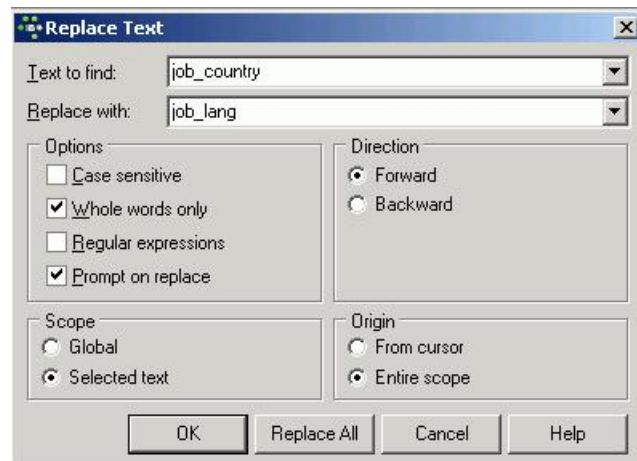 Replace Text
Text to find: job_country
Replace with: job_lang
Options
Case sensitive
Whole words only
Regular expressions
Prompt on replace
Direction
Forward
Backward
Scope
Global
Selected text
Origin
From cursor
Entire scope
OK Replace All Cancel Help